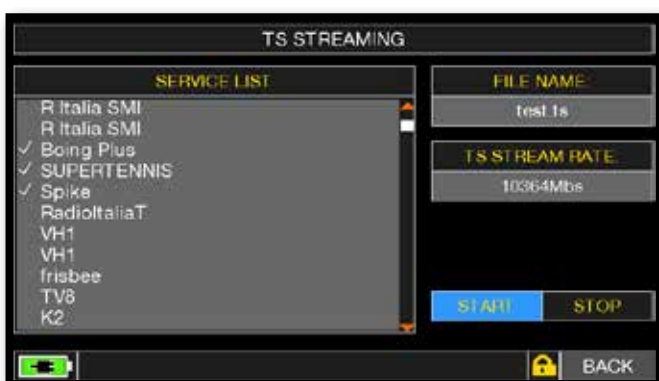 TS STREAMING
SERVICE LIST
R Italia SMI
R Italia SMI
✓ Boing Plus
✓ SUPERTENNIS
✓ Spike
RadioItaliaT
VH1
VH1
frisbee
TV8
K2
FILE NAME:
test.ts
TS STREAM RATE:
10364Mbs
START
STOP
BACK